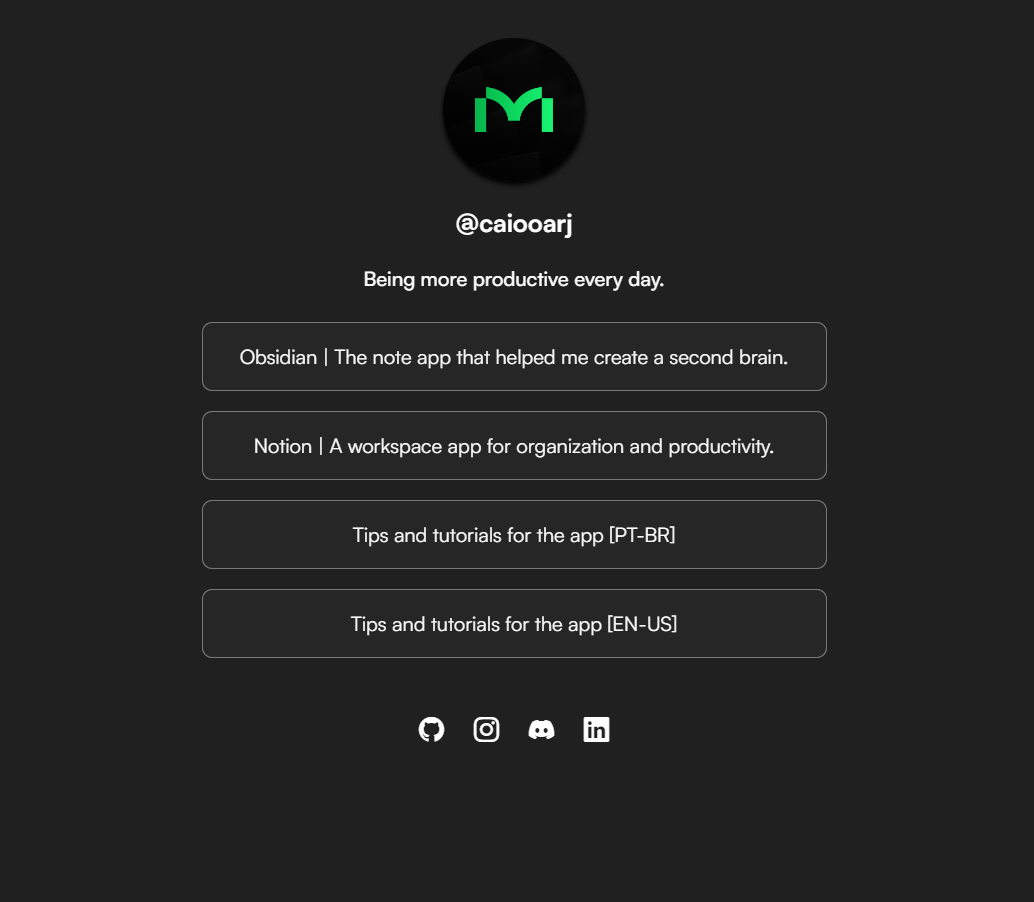 @caiooarj
Being more productive every day.
Obsidian | The note app that helped me create a second brain.
Notion | A workspace app for organization and productivity.
Tips and tutorials for the app [PT-BR]
Tips and tutorials for the app [EN-US]